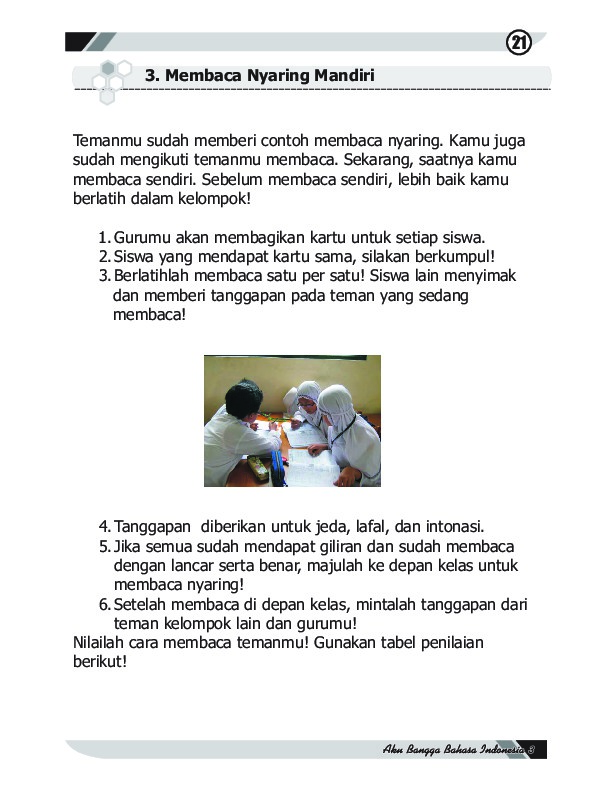 21
3. Membaca Nyaring Mandiri
Temanmu sudah memberi contoh membaca nyaring. Kamu juga
sudah mengikuti temanmu membaca. Sekarang, saatnya kamu
membaca sendiri. Sebelum membaca sendiri, lebih baik kamu
berlatih dalam kelompok!
1. Gurumu akan membagikan kartu untuk setiap siswa.
2. Siswa yang mendapat kartu sama, silakan berkumpul!
3. Berlatihlah membaca satu per satu! Siswa lain menyimak
dan memberi tanggapan pada teman yang sedang
membaca!
4. Tanggapan  diberikan untuk jeda, lafal, dan intonasi.
5. Jika semua sudah mendapat giliran dan sudah membaca
dengan lancar serta benar, majulah ke depan kelas untuk
membaca nyaring!
6. Setelah membaca di depan kelas, mintalah tanggapan dari
teman kelompok lain dan gurumu!
Nilailah cara membaca temanmu! Gunakan tabel penilaian
berikut!
Aku Bangga Bahasa Indonesia 3